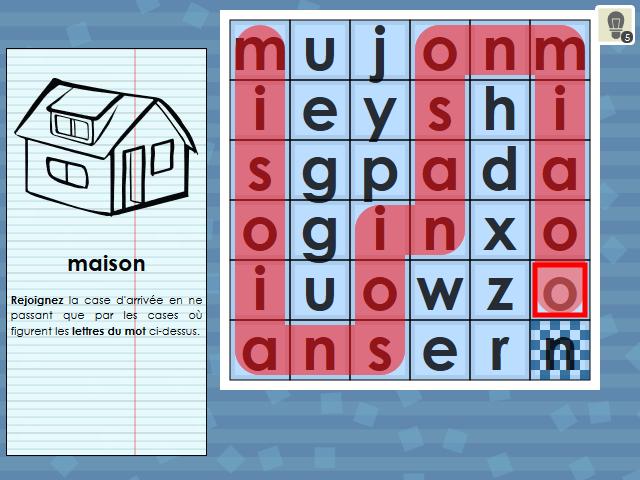 5
m u j o n m
i e y s h i
s g p a d a
o g i n x o
i u o w z o
a n s e r n
maison
Rejoignez la case d'arrivée en ne
passant que par les cases où
figurent les lettres du mot ci-dessus.